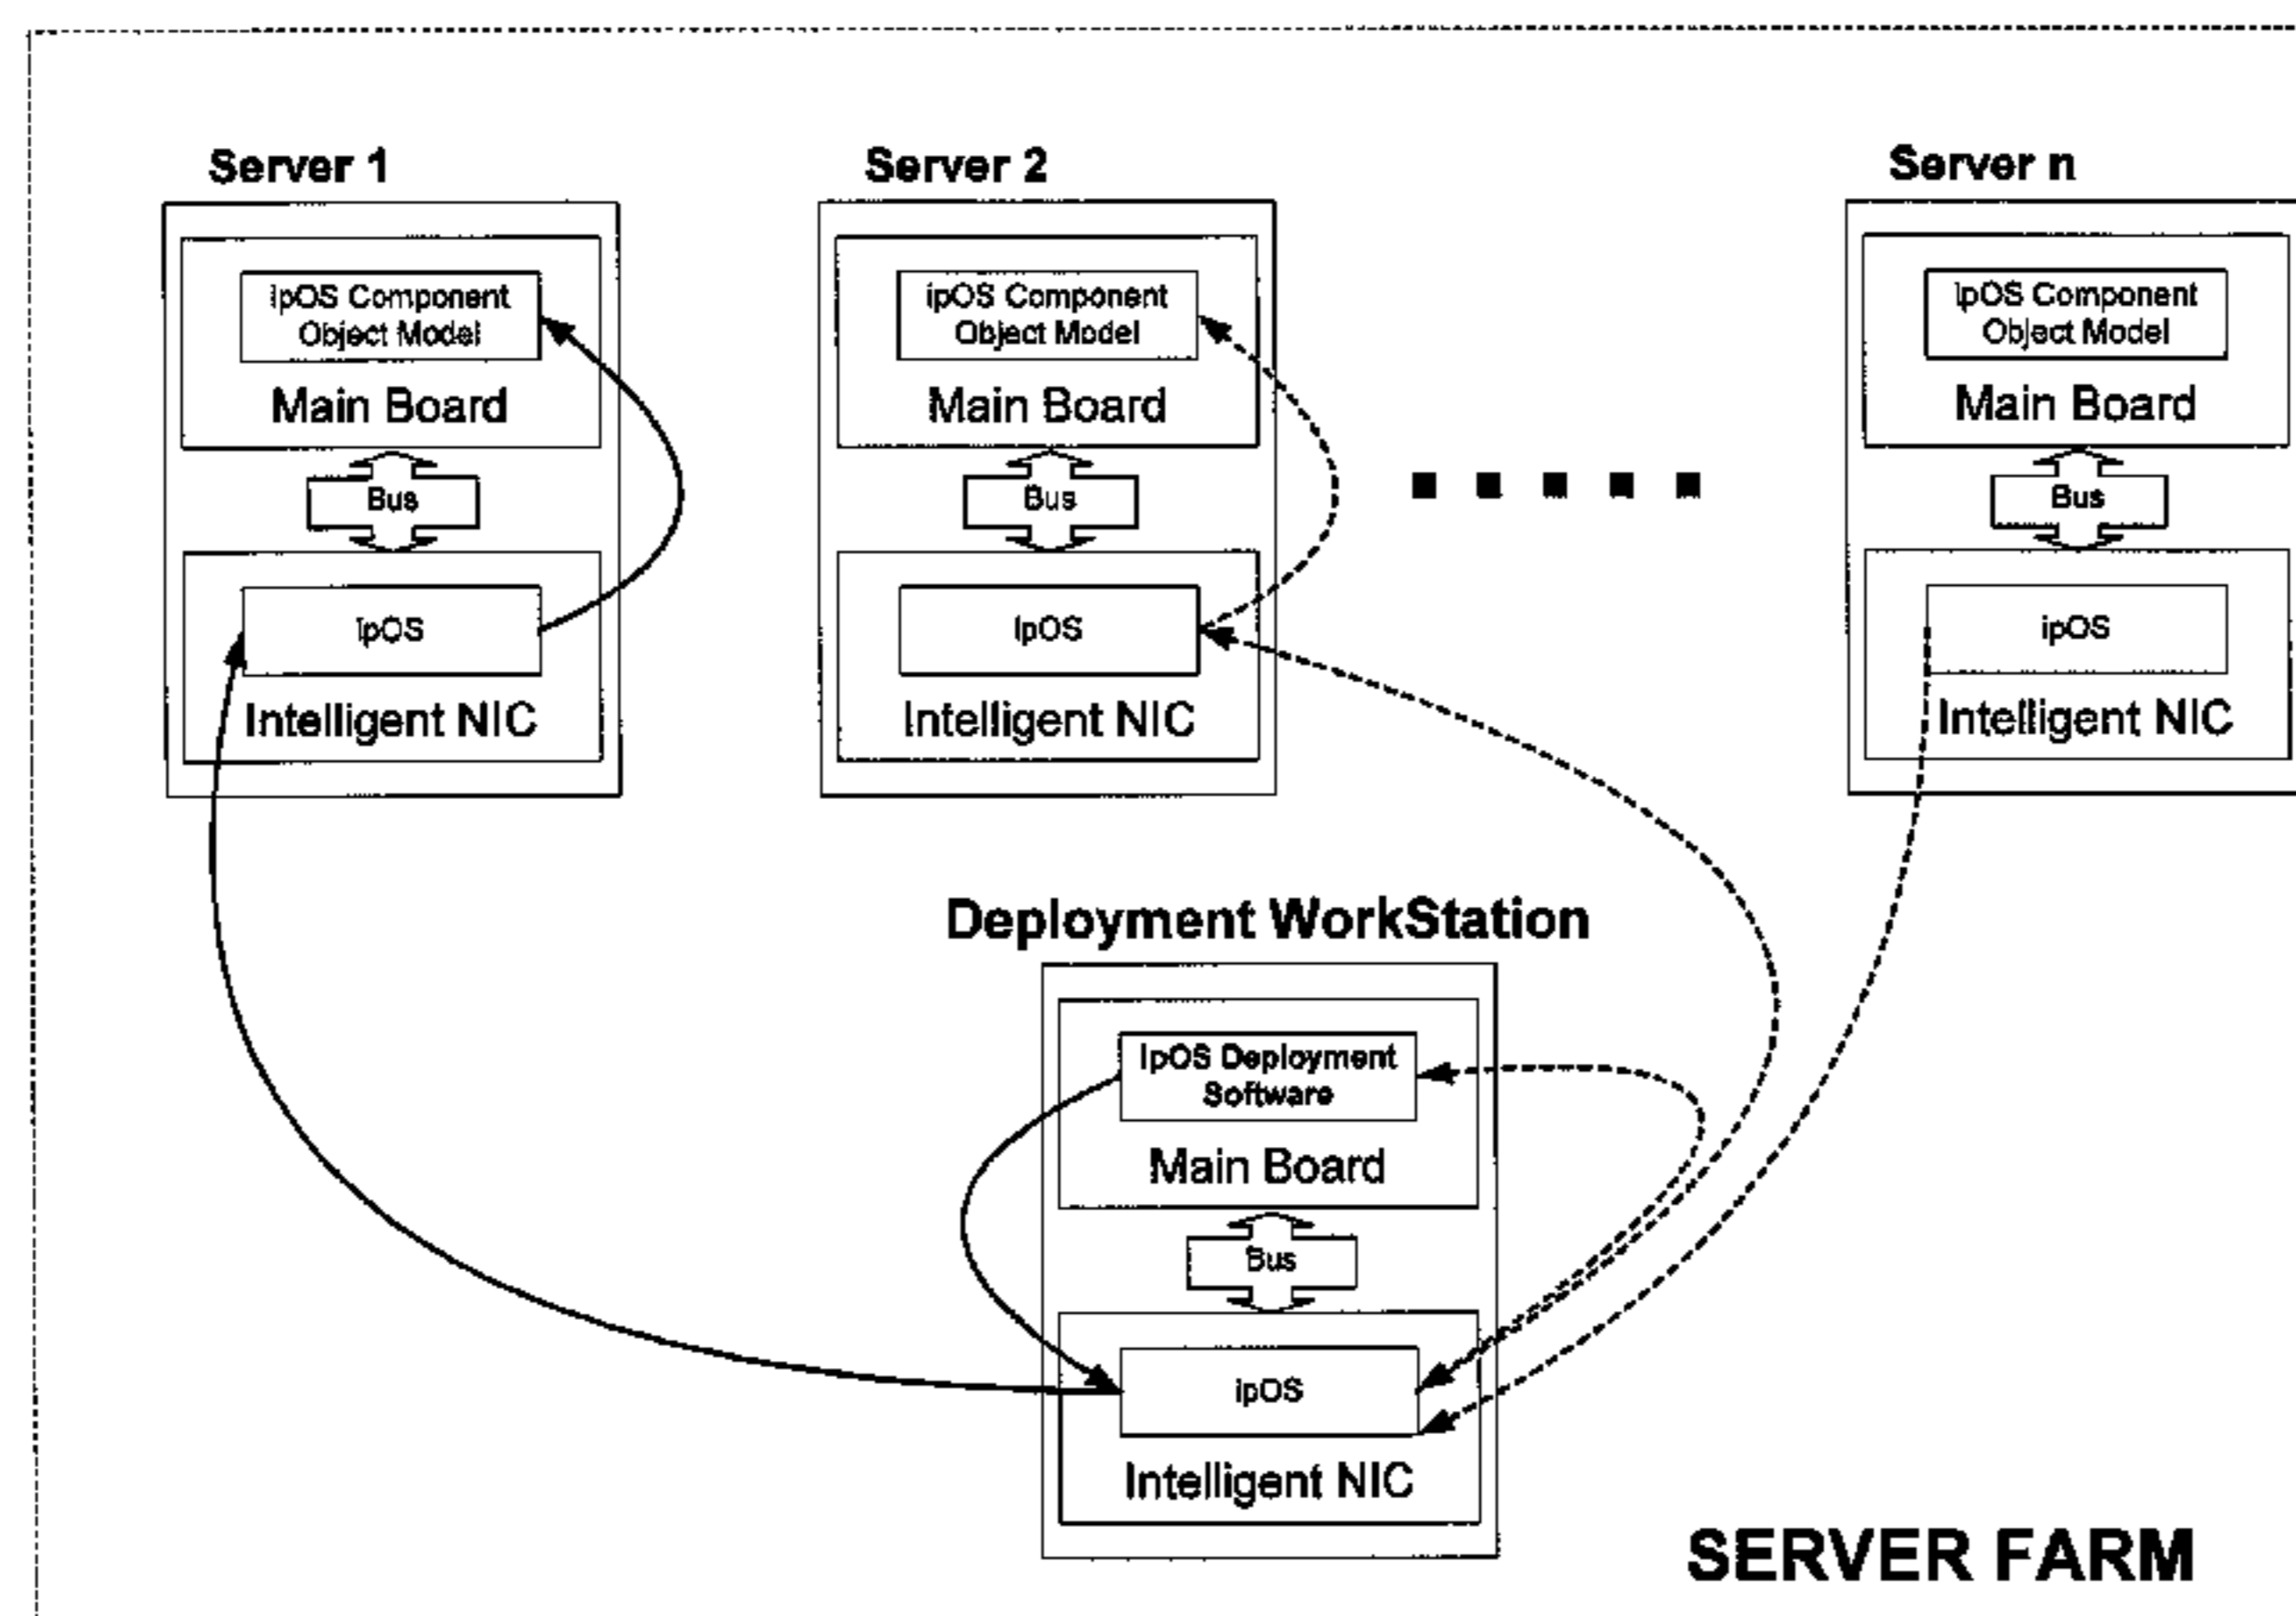 Server 1
IpOS Component
Object Model
Main Board
Bus
IpOS
Intelligent NIC
Server 2
ipOS Component
Object Model
Main Board
Bus
IpOS
Intelligent NIC
Server n
IpOS Component
Object Model
Main Board
Bus
ipOS
Intelligent NIC
Deployment WorkStation
IpOS Deployment
Software
Main Board
Bus
ipOS
Intelligent NIC
SERVER FARM